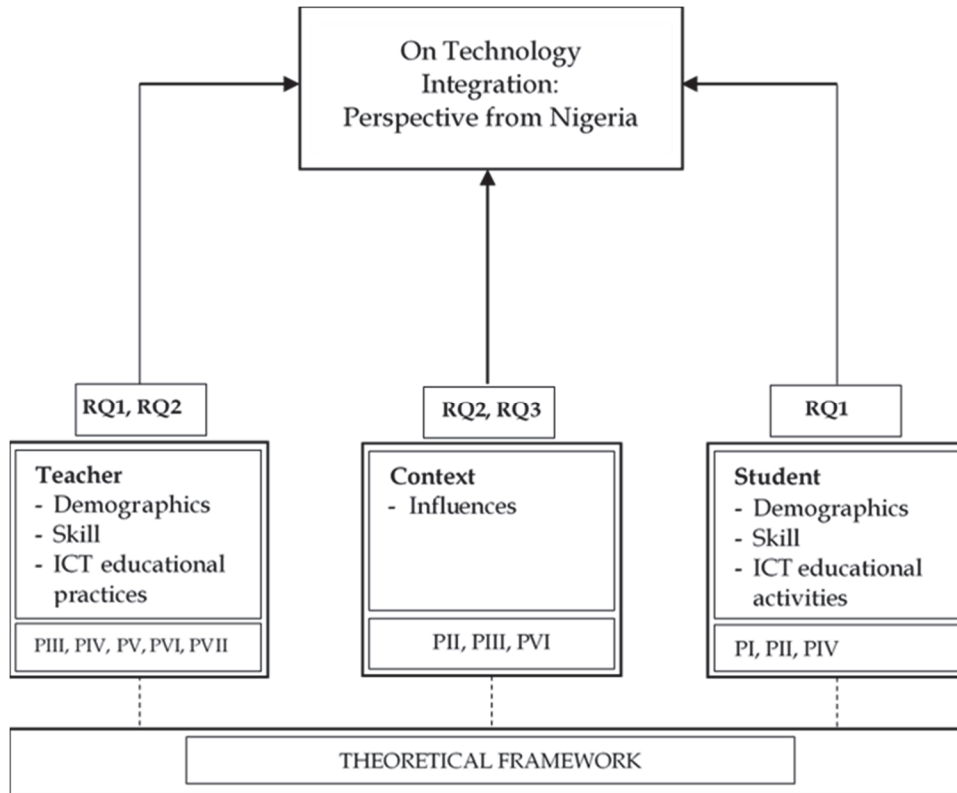 On Technology
Integration:
Perspective from Nigeria
RQ1, RQ2
RQ2, RQ3
RQ1
Teacher
- Demographics
- Skill
- ICT educational
practices
PIII, PIV, PV, PVI, PVII
Context
- Influences
PII, PIII, PVI
Student
- Demographics
- Skill
- ICT educational
activities
PI, PII, PIV
THEORETICAL FRAMEWORK